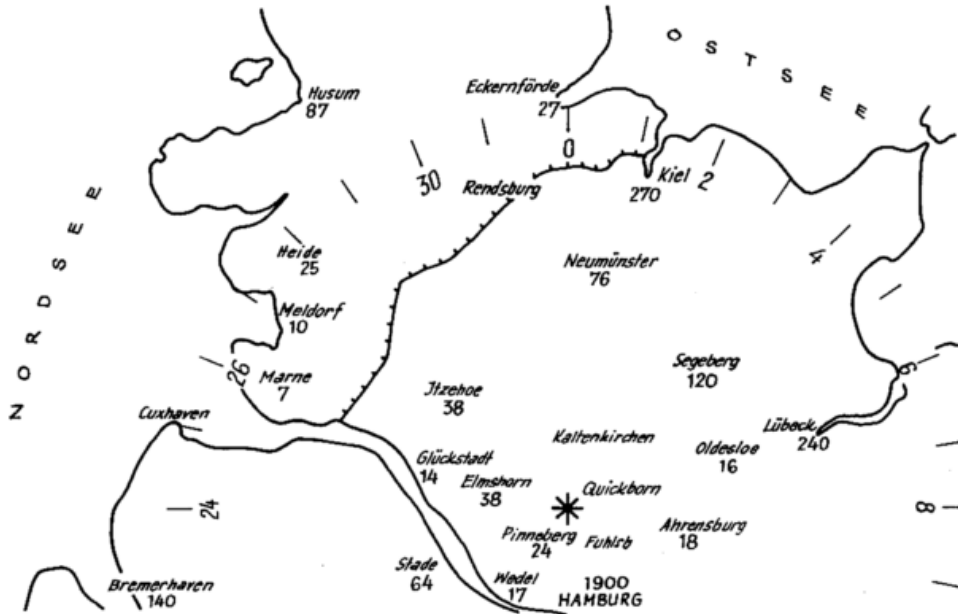 OSTSEE
Husum
87
Eckernförde
27
0
30
Rendsburg
Kiel
270
2
NORDSEE
Heide
25
Neumünster
76
4
Meldorf
10
26
Marne
7
Jtzehoe
38
Segeberg
120
6
Cuxhaven
Kaltenkirchen
Lübeck
240
Glückstadt
14
Oldesloe
16
Elmshorn
38
Quickborn
24
8
Pinneberg
24
Fuhlsb
Ahrensburg
18
Stade
64
Wedel
17
1900
HAMBURG
Bremerhaven
140